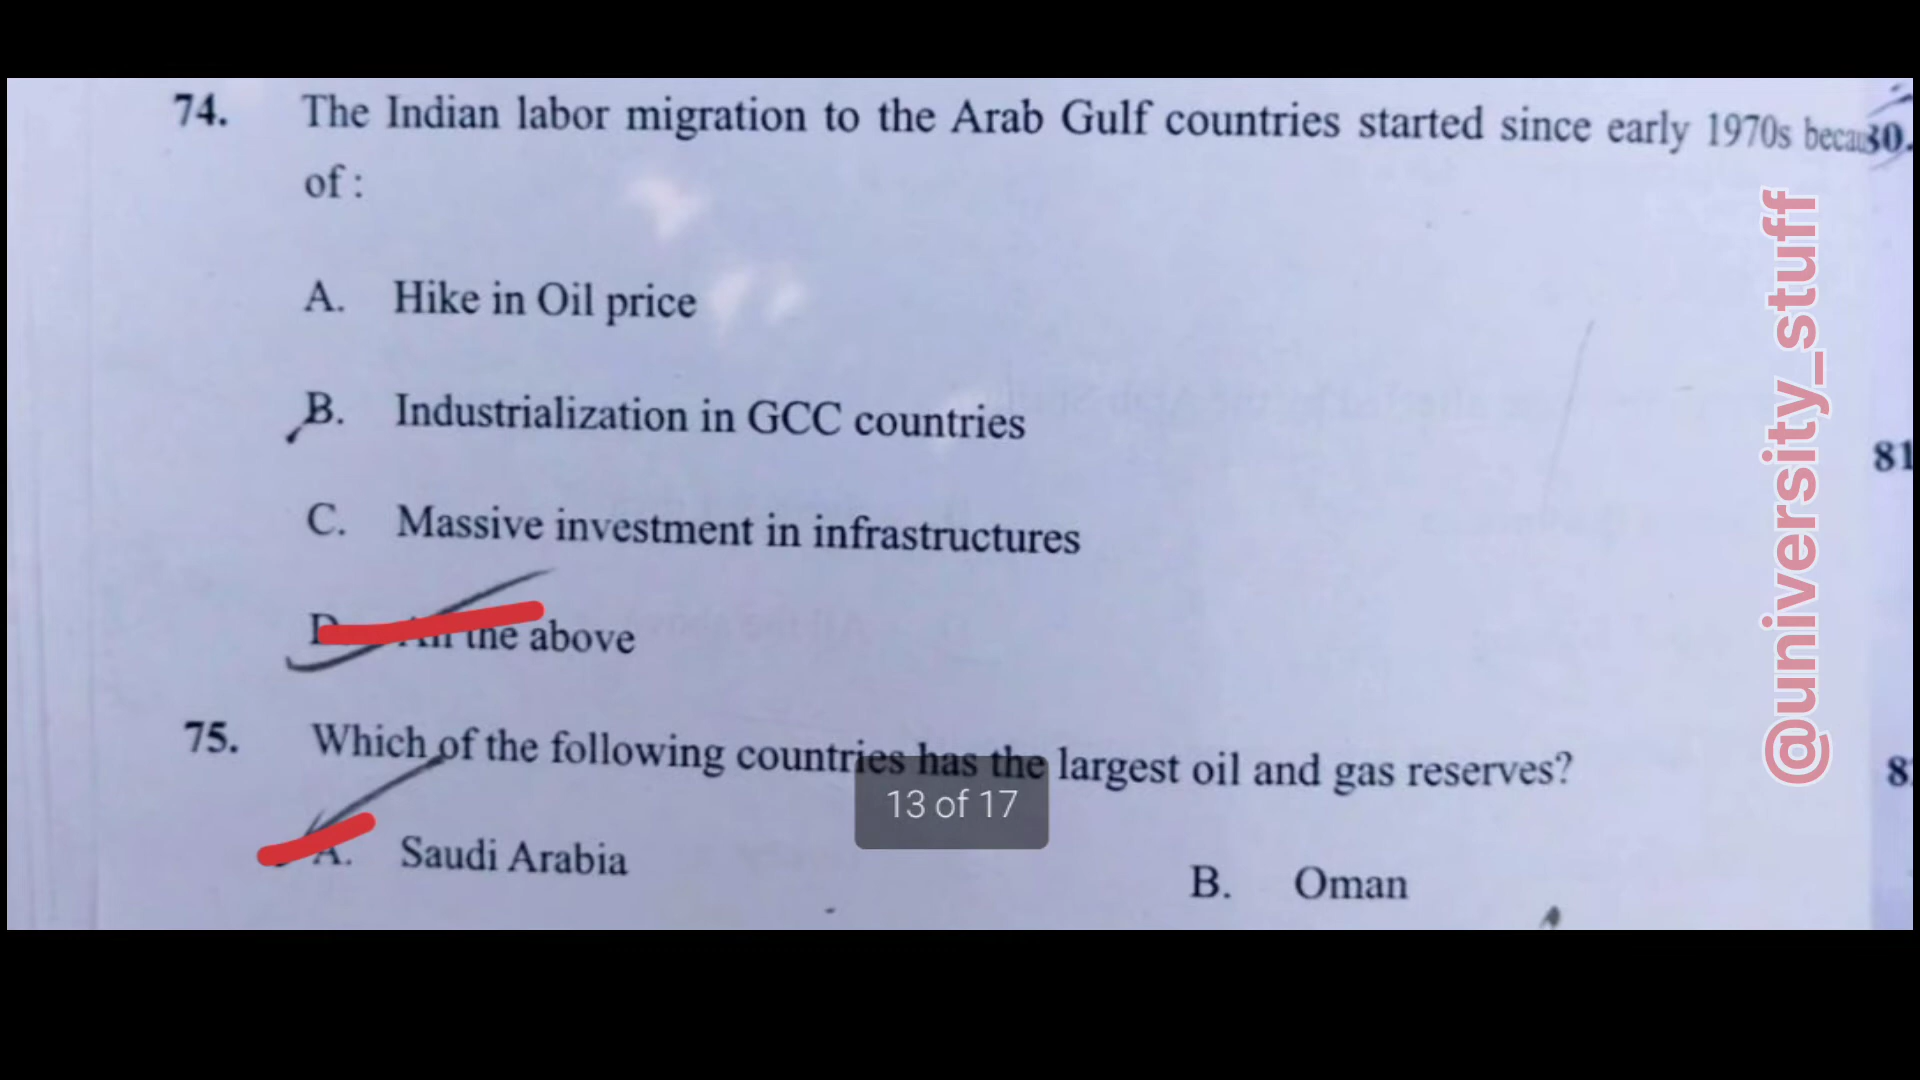 74. The Indian labor migration to the Arab Gulf countries started since early 1970s
of :
A. Hike in Oil price
B. Industrialization in GCC countries
C. Massive investment in infrastructures
D. All the above
75. Which of the following countries has the largest oil and gas reserves?
13 of 17
A. Saudi Arabia B. Oman
30.
81
@university_stuff